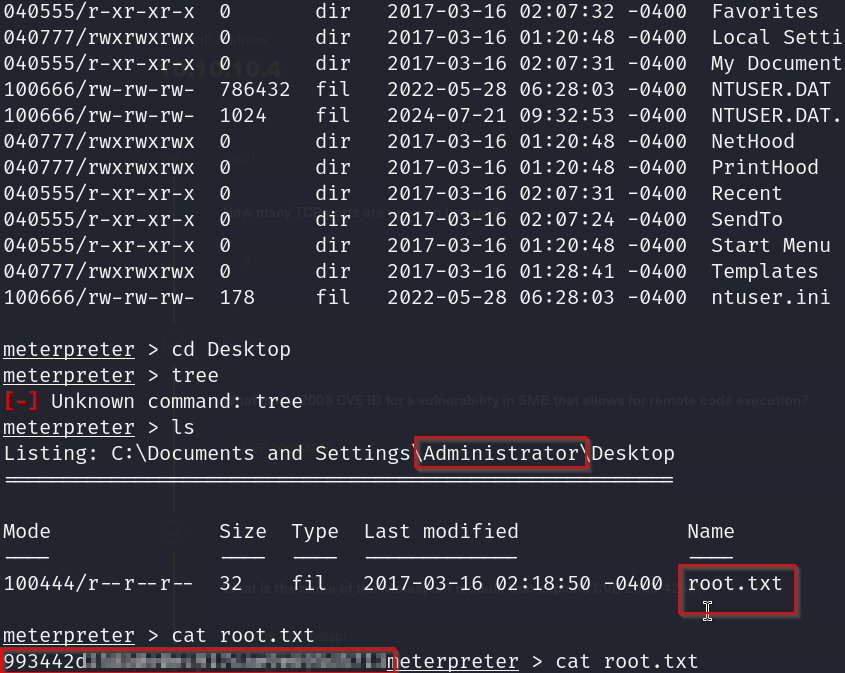 040555/r-xr-xr-x 0 dir 2017-03-16 02:07:32 -0400 Favorites
040777/rwxrwxrwx 0 dir 2017-03-16 01:20:48 -0400 Local Setti
040555/r-xr-xr-x 0 dir 2017-03-16 02:07:31 -0400 My Document
100666/rw-rw-rw- 786432 fil 2022-05-28 06:28:03 -0400 NTUSER.DAT
100666/rw-rw-rw- 1024 fil 2024-07-21 09:32:53 -0400 NTUSER.DAT.
040777/rwxrwxrwx 0 dir 2017-03-16 01:20:48 -0400 NetHood
040777/rwxrwxrwx 0 dir 2017-03-16 01:20:48 -0400 PrintHood
040555/r-xr-xr-x 0 dir 2017-03-16 02:07:31 -0400 Recent
040555/r-xr-xr-x 0 dir 2017-03-16 02:07:24 -0400 SendTo
040555/r-xr-xr-x 0 dir 2017-03-16 01:20:48 -0400 Start Menu
040777/rwxrwxrwx 0 dir 2017-03-16 01:28:41 -0400 Templates
100666/rw-rw-rw- 178 fil 2022-05-28 06:28:03 -0400 ntuser.ini
meterpreter > cd Desktop
meterpreter > tree
[-] Unknown command: tree
meterpreter > ls
Listing: C:\Documents and Settings\Administrator\Desktop
Mode Size Type Last modified Name
100444/r--r--r-- 32 fil 2017-03-16 02:18:50 -0400 root.txt
meterpreter > cat root.txt
993442d meterpreter > cat root.txt